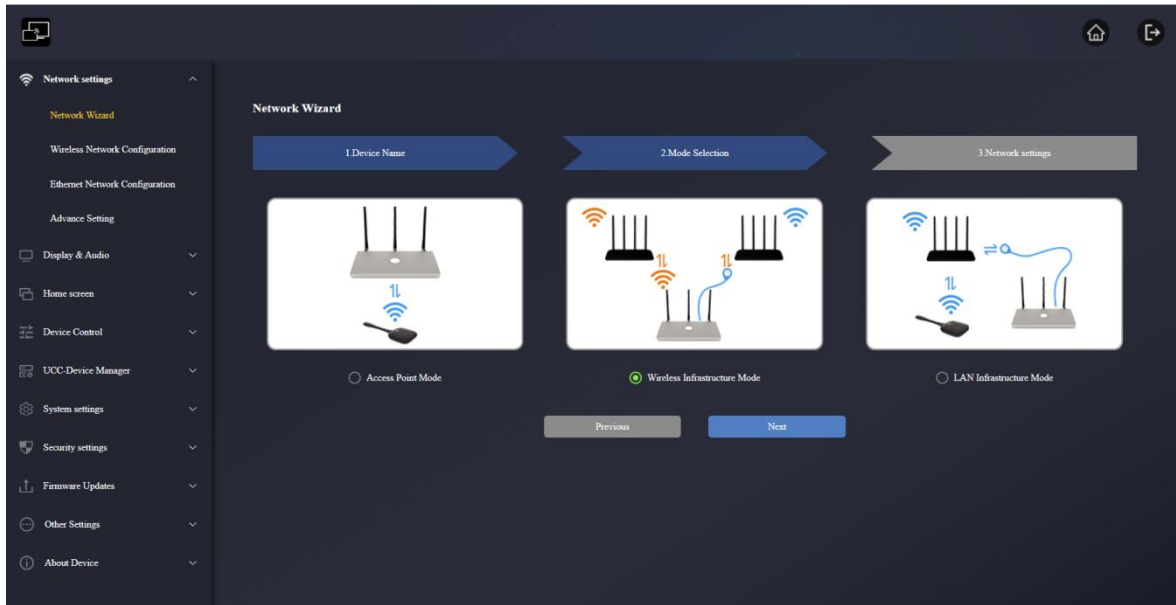 Network settings
Network Wizard
Wireless Network Configuration
Ethernet Network Configuration
Advance Setting
Display & Audio
Home screen
Device Control
UCC-Device Manager
System settings
Security settings
Firmware Updates
Other Settings
About Device
Network Wizard
1.Device Name
2.Mode Selection
3.Network settings
Access Point Mode
Wireless Infrastructure Mode
LAN Infrastructure Mode
Previous
Next